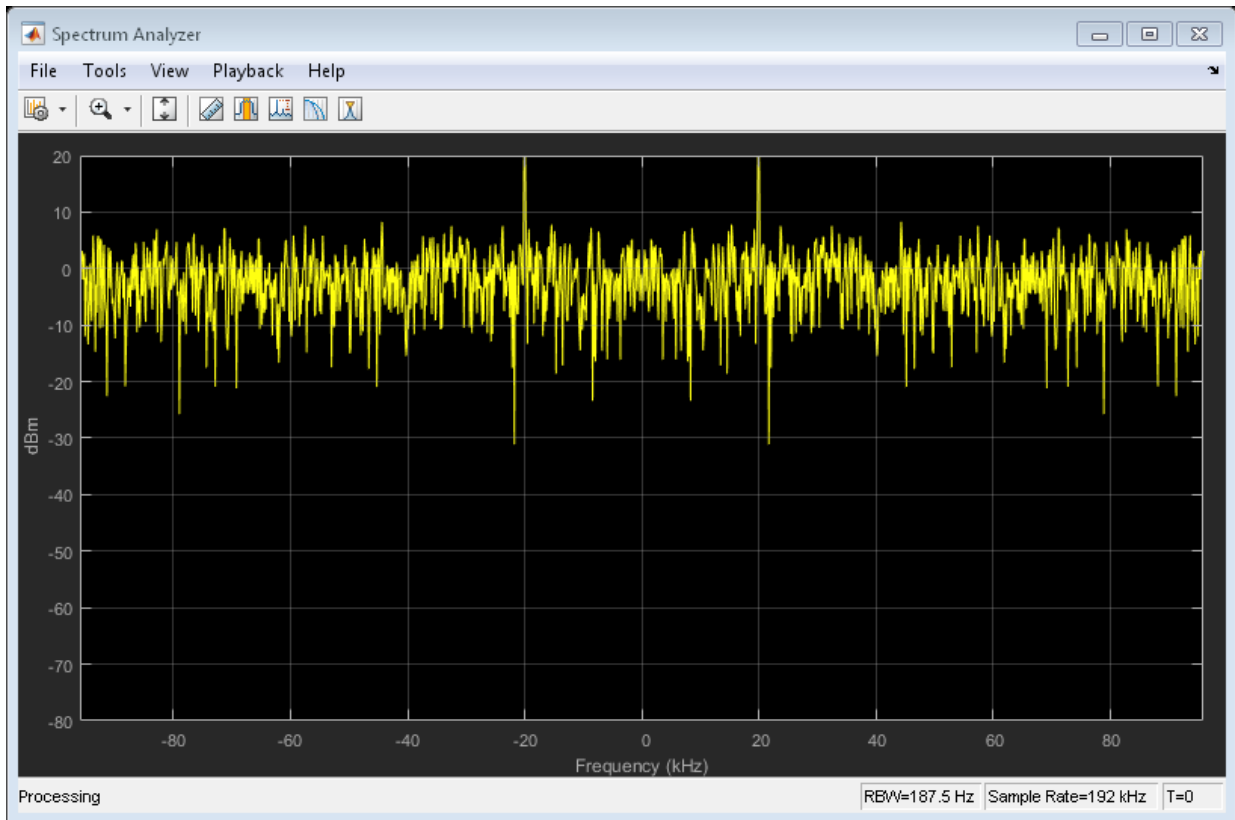 Spectrum Analyzer
File Tools View Playback Help
20
10
0
-10
-20
-30
-40
-50
-60
-70
-80
dBm
-80 -60 -40 -20 0 20 40 60 80
Frequency (kHz)
Processing RBW=187.5 Hz Sample Rate=192 kHz T=0